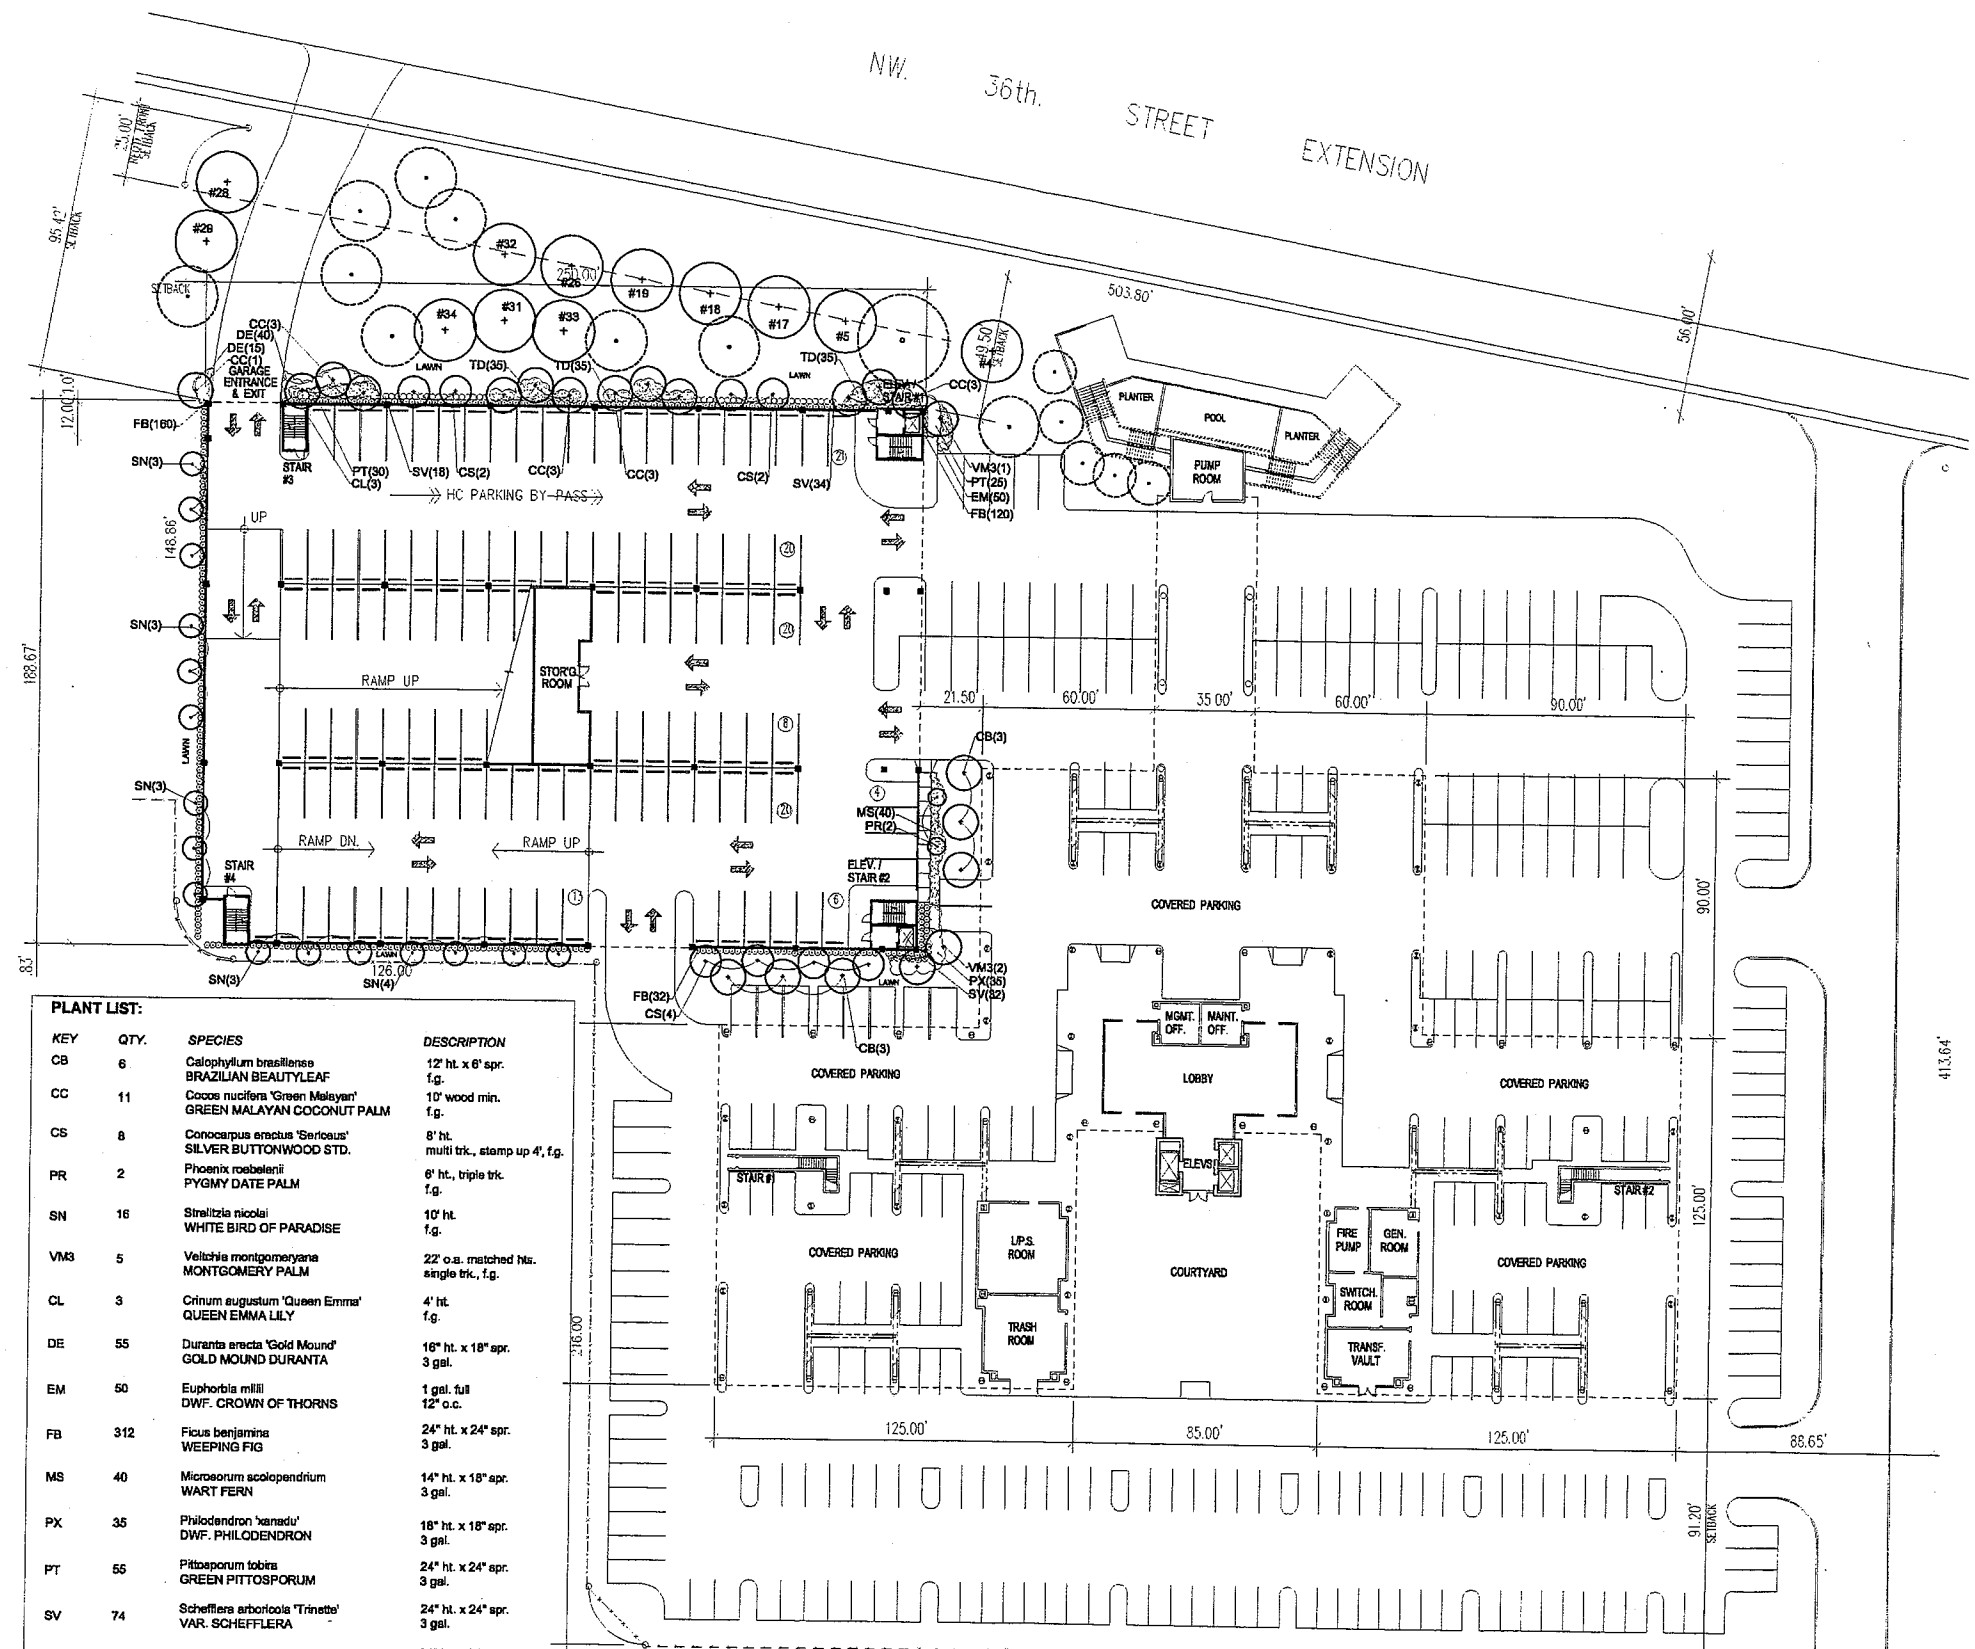 NW. 36th. STREET EXTENSION
25.00'
SETBACK
95.42'
SETBACK
#28
#29
SETBACK
#32
250.00'
#26
#19
#18
#17
#5
#34
#31
#33
49.50'
SETBACK
503.80'
56.00'
CC(3)
DE(40)
DE(15)
CC(1)
GARAGE
ENTRANCE
& EXIT
LAWN
TD(35)
TD(35)
LAWN
TD(35)
ELEV./
STAIR #1
CC(3)
PLANTER
POOL
PLANTER
PUMP
ROOM
FB(160)
SN(3)
STAIR
#3
PT(30)
CL(3)
SV(18)
CS(2)
CC(3)
CC(3)
CS(2)
SV(34)
21
VM3(1)
PT(25)
EM(50)
FB(120)
HC PARKING BY-PASS
UP
148.86'
188.67'
20
SN(3)
20
RAMP UP
STOR'G
ROOM
LAWN
8
21.50'
60.00'
35.00'
60.00'
90.00'
CB(3)
SN(3)
20
4
MS(40)
PR(2)
RAMP DN.
RAMP UP
ELEV./
STAIR #2
STAIR
#4
6
COVERED PARKING
90.00'
83'
LAWN
126.00
SN(3)
SN(4)
FB(32)
CS(4)
LAWN
VM3(2)
PX(35)
SV(32)
CB(3)
MGMT.
OFF.
MAINT.
OFF.
LOBBY
COVERED PARKING
COVERED PARKING
413.64'
ELEVS
STAIR #1
STAIR #2
125.00'
COVERED PARKING
U.P.S.
ROOM
FIRE
PUMP
GEN.
ROOM
COVERED PARKING
COURTYARD
SWITCH.
ROOM
TRASH
ROOM
TRANSF.
VAULT
216.00
125.00'
85.00'
125.00'
88.65'
91.20'
SETBACK
PLANT LIST:
KEY QTY. SPECIES DESCRIPTION
CB 6 Calophyllum brasiliense 12' ht. x 6' spr.
BRAZILIAN BEAUTYLEAF f.g.
CC 11 Cocos nucifera 'Green Malayan' 10' wood min.
GREEN MALAYAN COCONUT PALM f.g.
CS 8 Conocarpus erectus 'Sericeus' 8' ht.
SILVER BUTTONWOOD STD. multi trk., stamp up 4', f.g.
PR 2 Phoenix roebelenii 6' ht., triple trk.
PYGMY DATE PALM f.g.
SN 16 Strelitzia nicolai 10' ht.
WHITE BIRD OF PARADISE f.g.
VM3 5 Veitchia montgomeryana 22' o.a. matched hts.
MONTGOMERY PALM single trk., f.g.
CL 3 Crinum augustum 'Queen Emma' 4' ht.
QUEEN EMMA LILY f.g.
DE 55 Duranta erecta 'Gold Mound' 16" ht. x 18" spr.
GOLD MOUND DURANTA 3 gal.
EM 50 Euphorbia milii 1 gal. full
DWF. CROWN OF THORNS 12" o.c.
FB 312 Ficus benjamina 24" ht. x 24" spr.
WEEPING FIG 3 gal.
MS 40 Microsorum scolopendrium 14" ht. x 18" spr.
WART FERN 3 gal.
PX 35 Philodendron 'xanadu' 18" ht. x 18" spr.
DWF. PHILODENDRON 3 gal.
PT 55 Pittosporum tobira 24" ht. x 24" spr.
GREEN PITTOSPORUM 3 gal.
SV 74 Schefflera arboricola 'Trinette' 24" ht. x 24" spr.
VAR. SCHEFFLERA 3 gal.